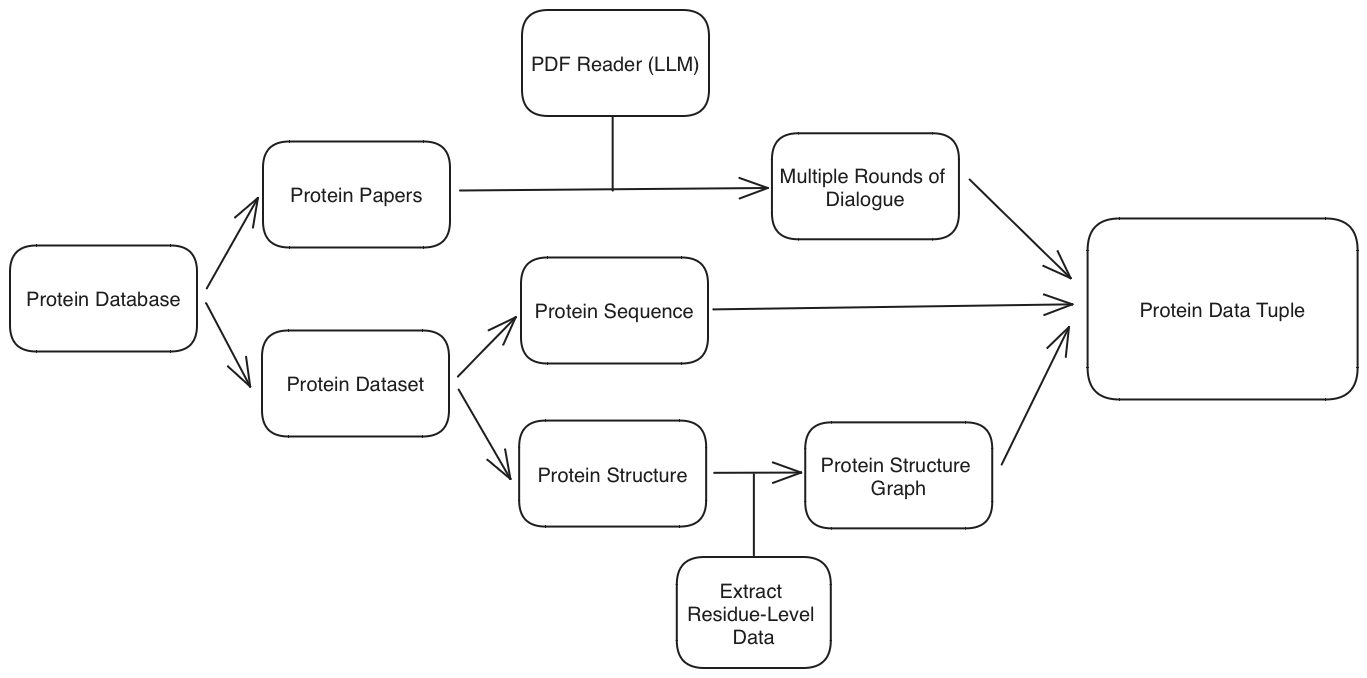 PDF Reader (LLM)
Protein Papers
Multiple Rounds of
Dialogue
Protein Database
Protein Sequence
Protein Data Tuple
Protein Dataset
Protein Structure
Protein Structure
Graph
Extract
Residue-Level
Data